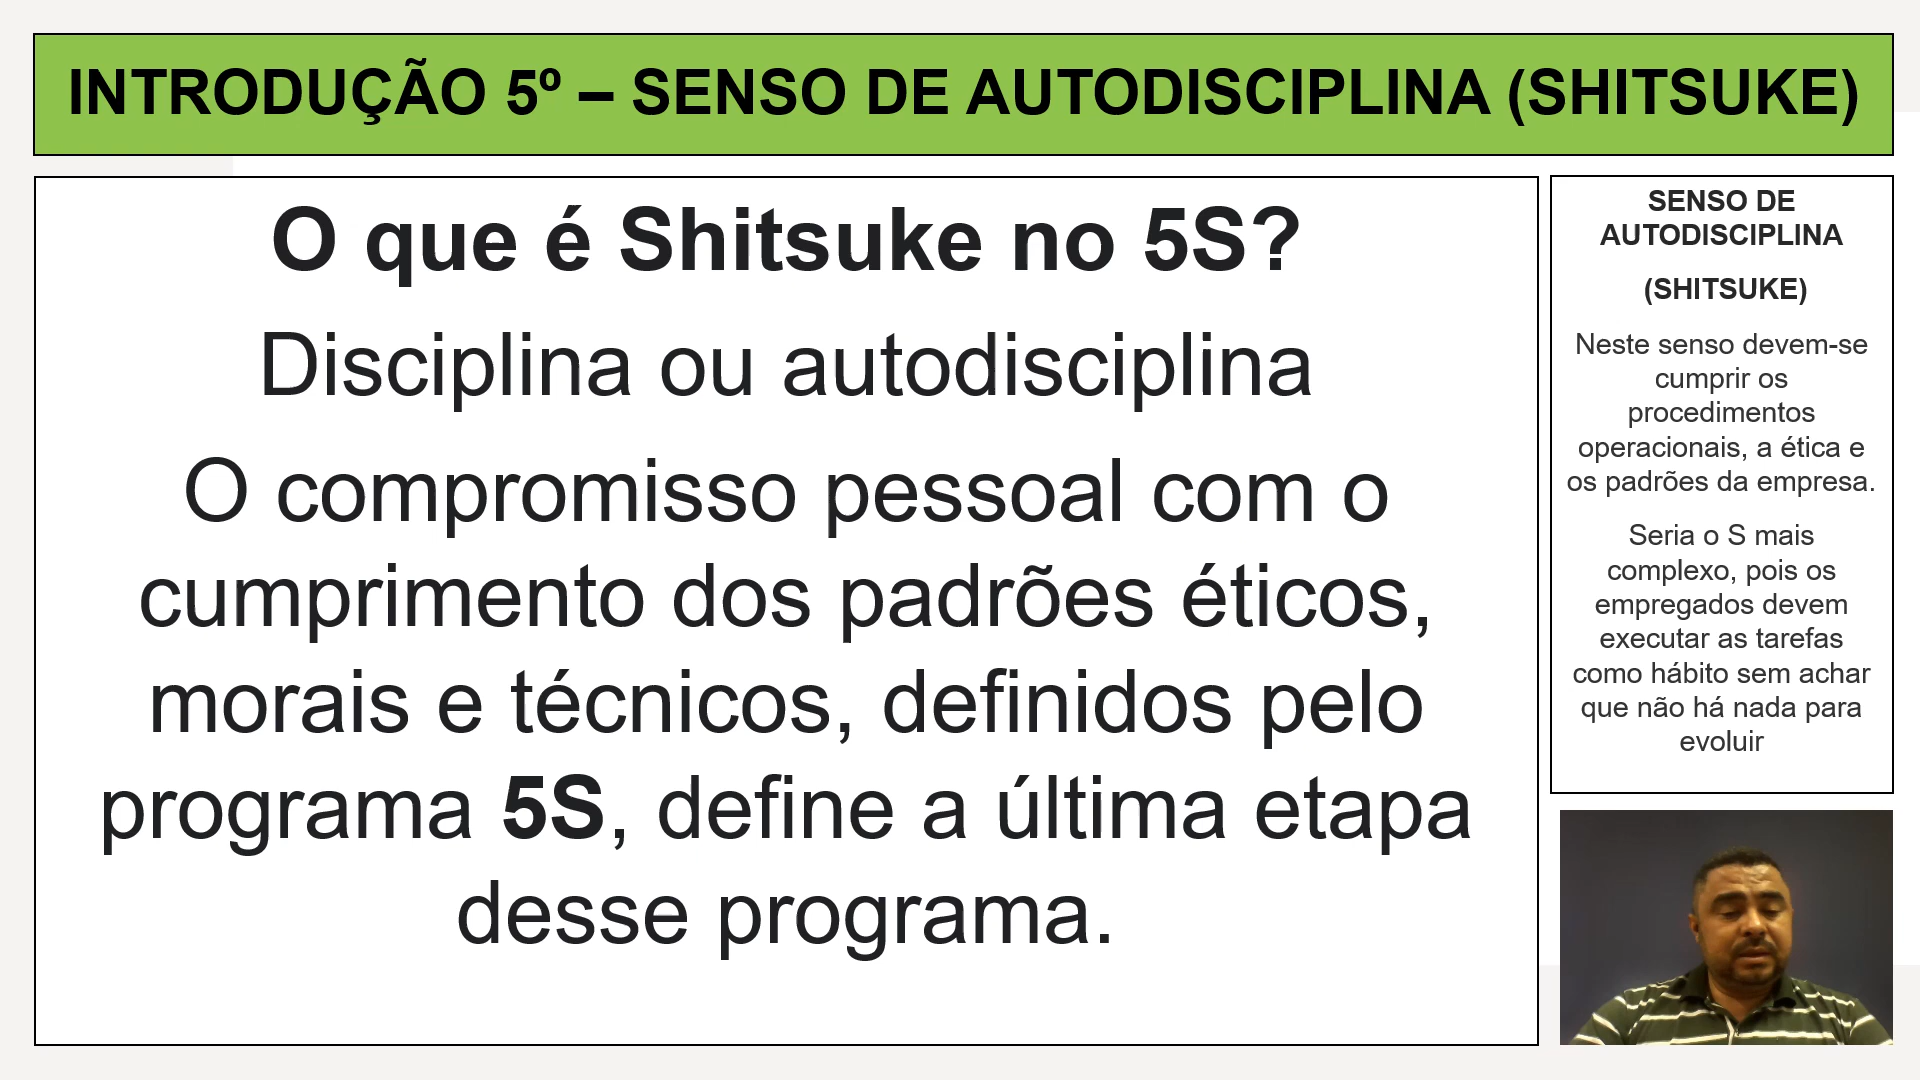 INTRODUÇÃO 5º – SENSO DE AUTODISCIPLINA (SHITSUKE)
O que é Shitsuke no 5S?
Disciplina ou autodisciplina
O compromisso pessoal com o
cumprimento dos padrões éticos,
morais e técnicos, definidos pelo
programa 5S, define a última etapa
desse programa.
SENSO DE
AUTODISCIPLINA
(SHITSUKE)
Neste senso devem-se
cumprir os
procedimentos
operacionais, a ética e
os padrões da empresa.
Seria o S mais
complexo, pois os
empregados devem
executar as tarefas
como hábito sem achar
que não há nada para
evoluir